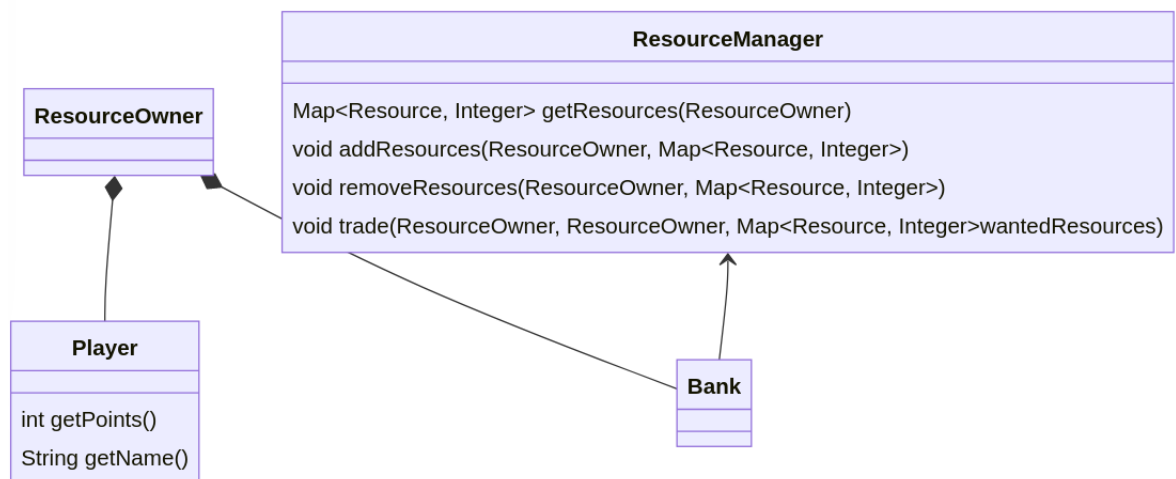 ResourceManager
ResourceOwner
Map<Resource, Integer> getResources(ResourceOwner)
void addResources(ResourceOwner, Map<Resource, Integer>)
void removeResources(ResourceOwner, Map<Resource, Integer>)
void trade(ResourceOwner, ResourceOwner, Map<Resource, Integer>wantedResources)
Player
int getPoints()
String getName()
Bank